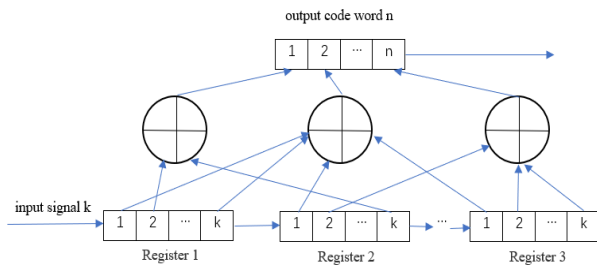 output code word n
1 2 ... n
input signal k
1 2 ... k 1 2 ... k ... 1 2 ... k
Register 1 Register 2 Register 3